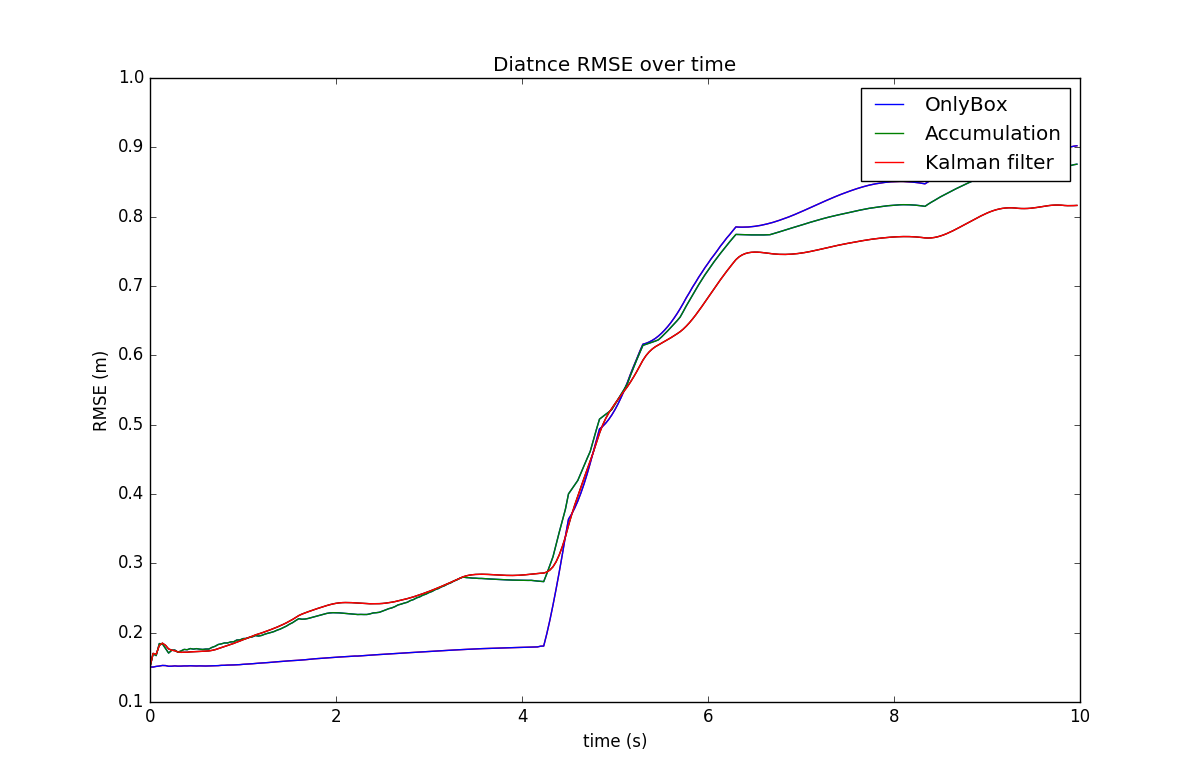 Diatnce RMSE over time
1.0
0.9
0.8
0.7
0.6
0.5
0.4
0.3
0.2
0.1
RMSE (m)
OnlyBox
Accumulation
Kalman filter
0 2 4 6 8 10
time (s)